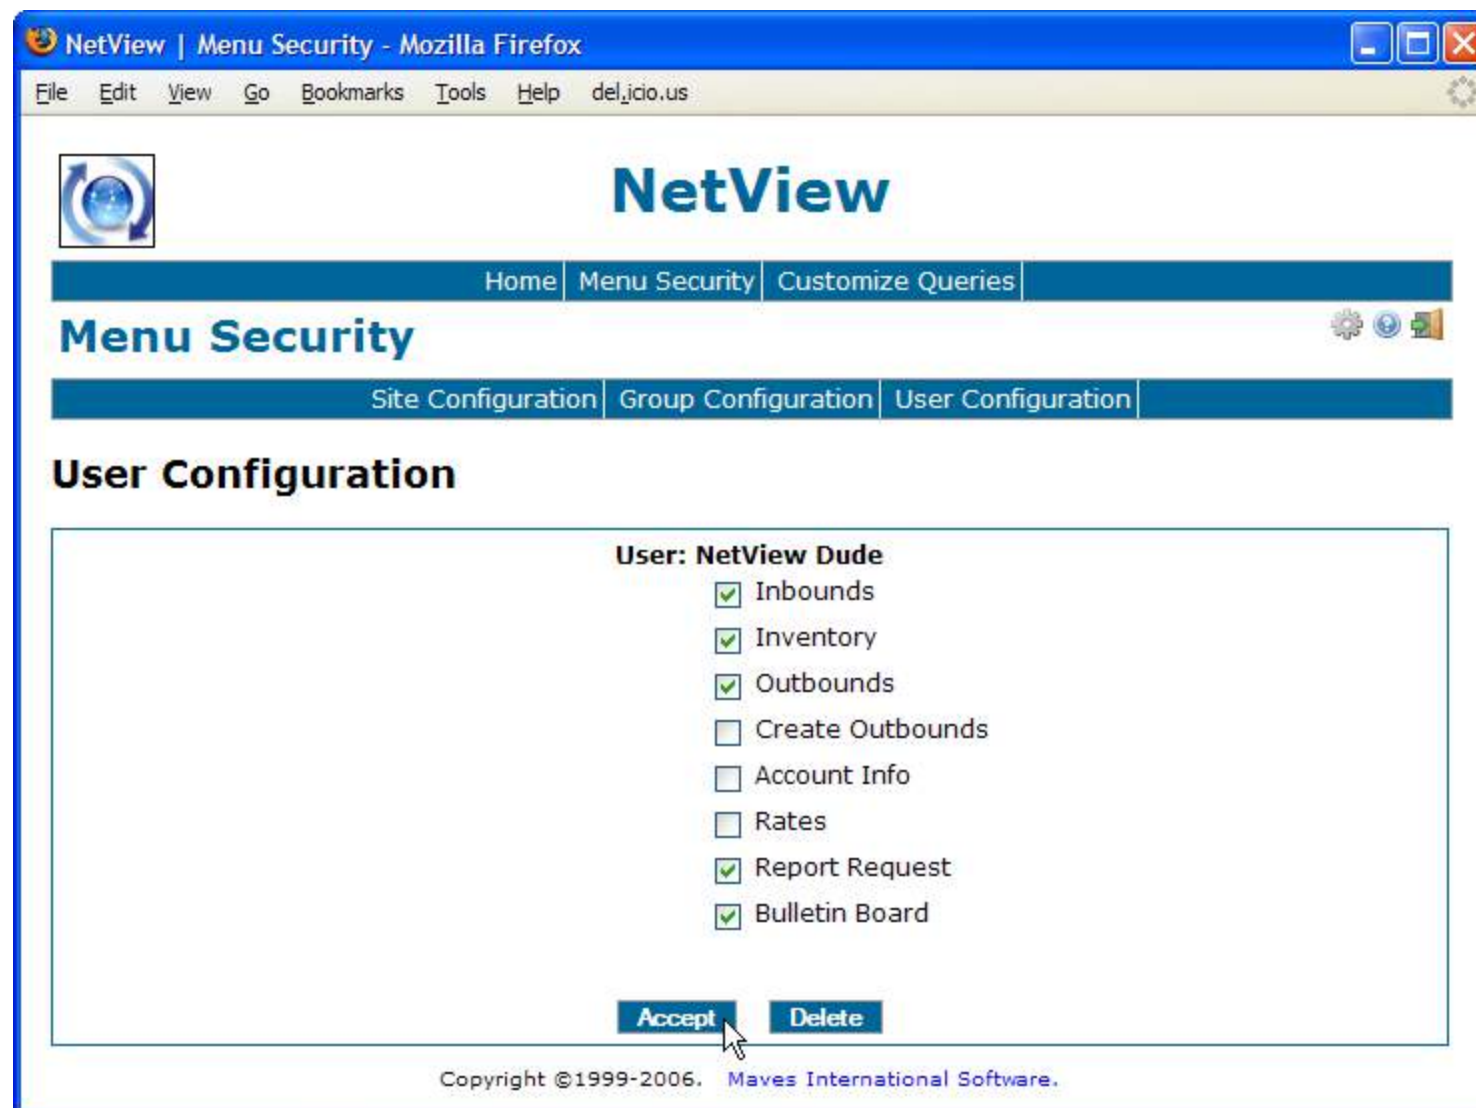 NetView | Menu Security - Mozilla Firefox
File Edit View Go Bookmarks Tools Help del.icio.us
NetView
Home Menu Security Customize Queries
Menu Security
Site Configuration Group Configuration User Configuration
User Configuration
User: NetView Dude
Inbounds
Inventory
Outbounds
Create Outbounds
Account Info
Rates
Report Request
Bulletin Board
Accept Delete
Copyright ©1999-2006. Maves International Software.